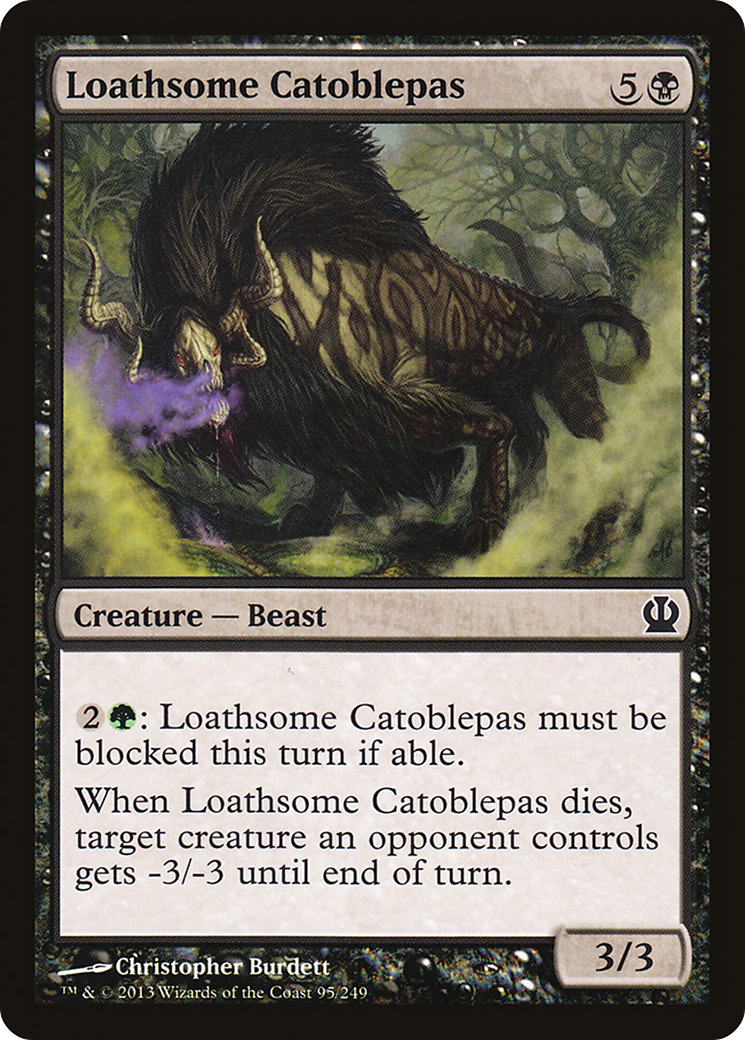 Loathsome Catoblepas 5
Creature — Beast
2 : Loathsome Catoblepas must be
blocked this turn if able.
When Loathsome Catoblepas dies,
target creature an opponent controls
gets -3/-3 until end of turn.
3/3
Christopher Burdett
™ & © 2013 Wizards of the Coast 95/249